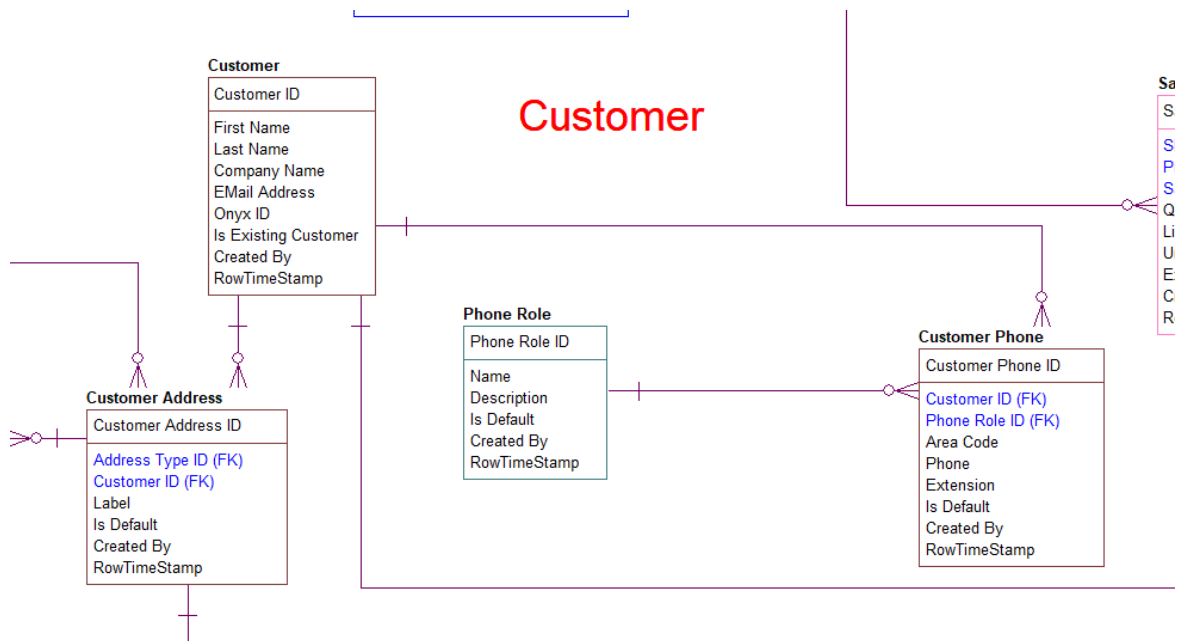 Customer
Customer ID
First Name
Last Name
Company Name
EMail Address
Onyx ID
Is Existing Customer
Created By
RowTimeStamp
Customer
Phone Role
Phone Role ID
Name
Description
Is Default
Created By
RowTimeStamp
Customer Phone
Customer Phone ID
Customer ID (FK)
Phone Role ID (FK)
Area Code
Phone
Extension
Is Default
Created By
RowTimeStamp
Customer Address
Customer Address ID
Address Type ID (FK)
Customer ID (FK)
Label
Is Default
Created By
RowTimeStamp